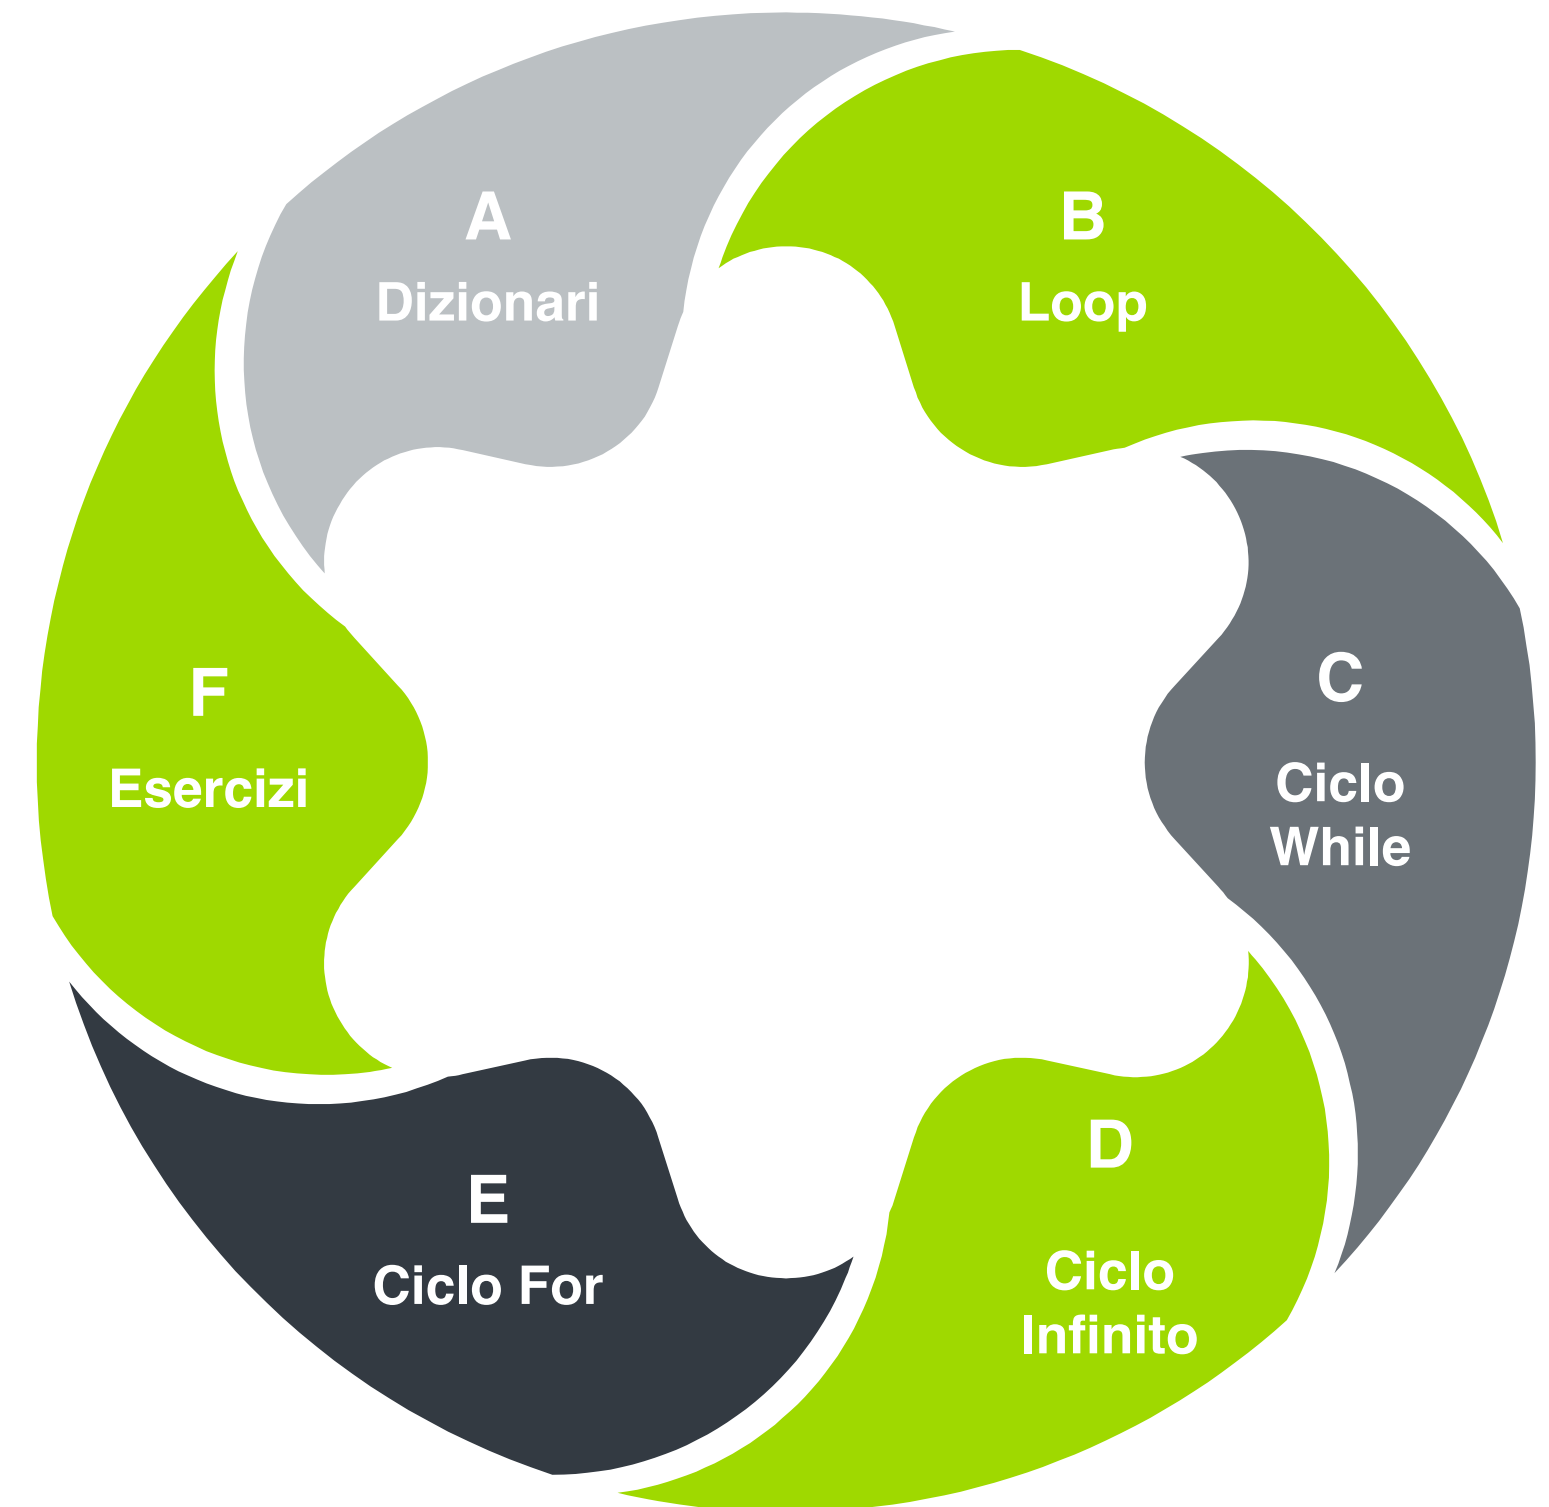 A
Dizionari
B
Loop
C
Ciclo
While
D
Ciclo
Infinito
E
Ciclo For
F
Esercizi